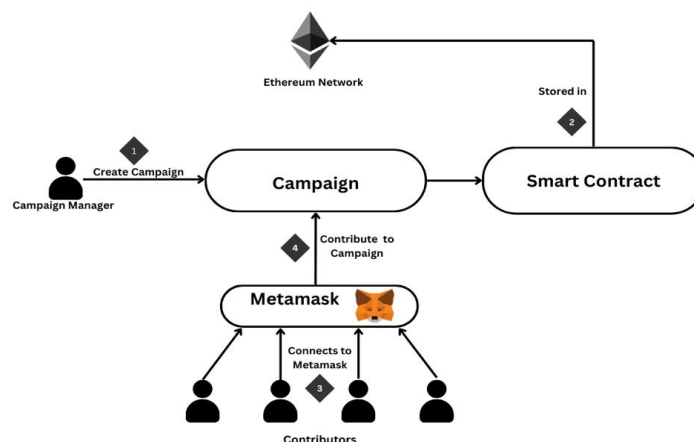 Ethereum Network
Stored in
2
1
Create Campaign
Campaign Manager
Campaign
Smart Contract
4
Contribute to
Campaign
Metamask
Connects to
Metamask
3
Contributors